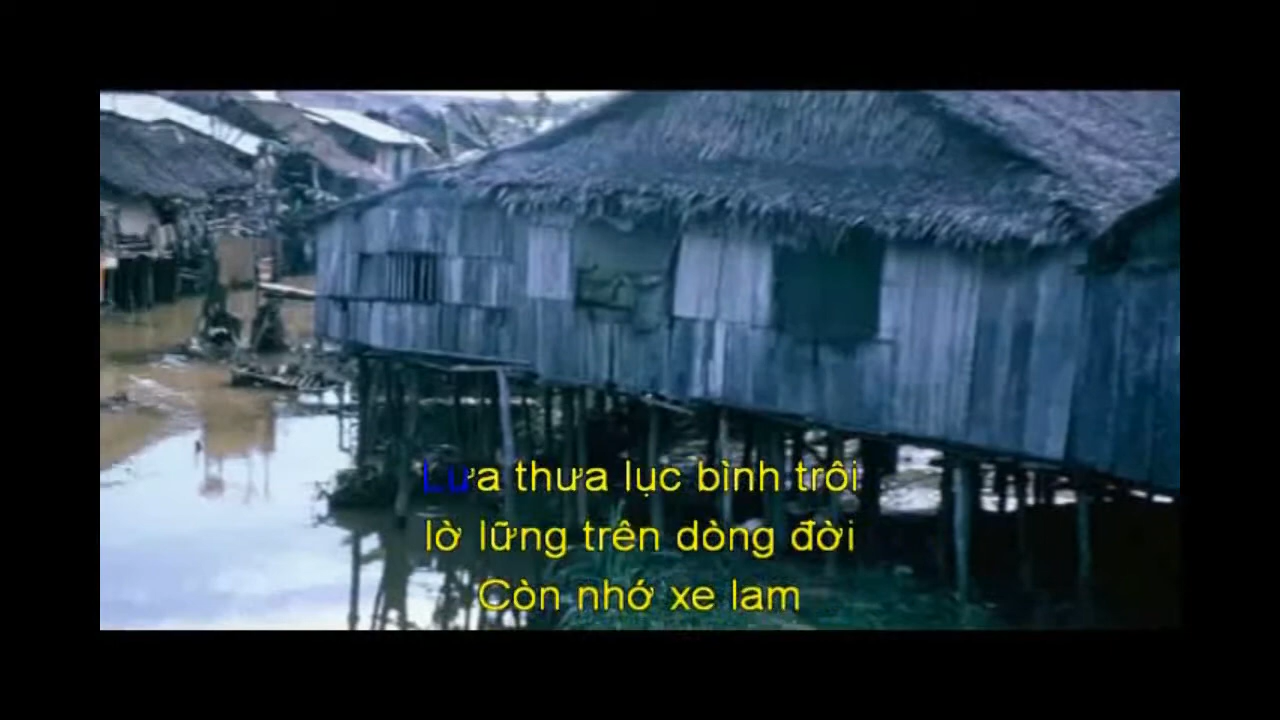 Lưa thưa lục bình trôi
lờ lững trên dòng đời
Còn nhớ xe lam